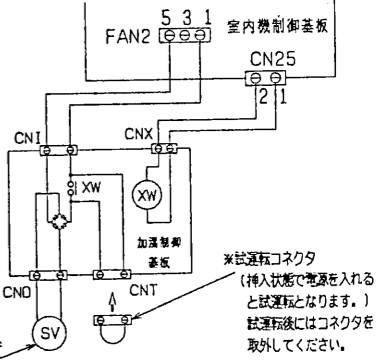 5 3 1
FAN2
室内機制御基板
CN25
2 1
CNI
CNX
XW
XW
加湿制御
基板
CNO
CNT
SV
※試運転コネクタ
(挿入状態で電源を入れる
と試運転となります。)
試運転後にはコネクタを
取外してください。